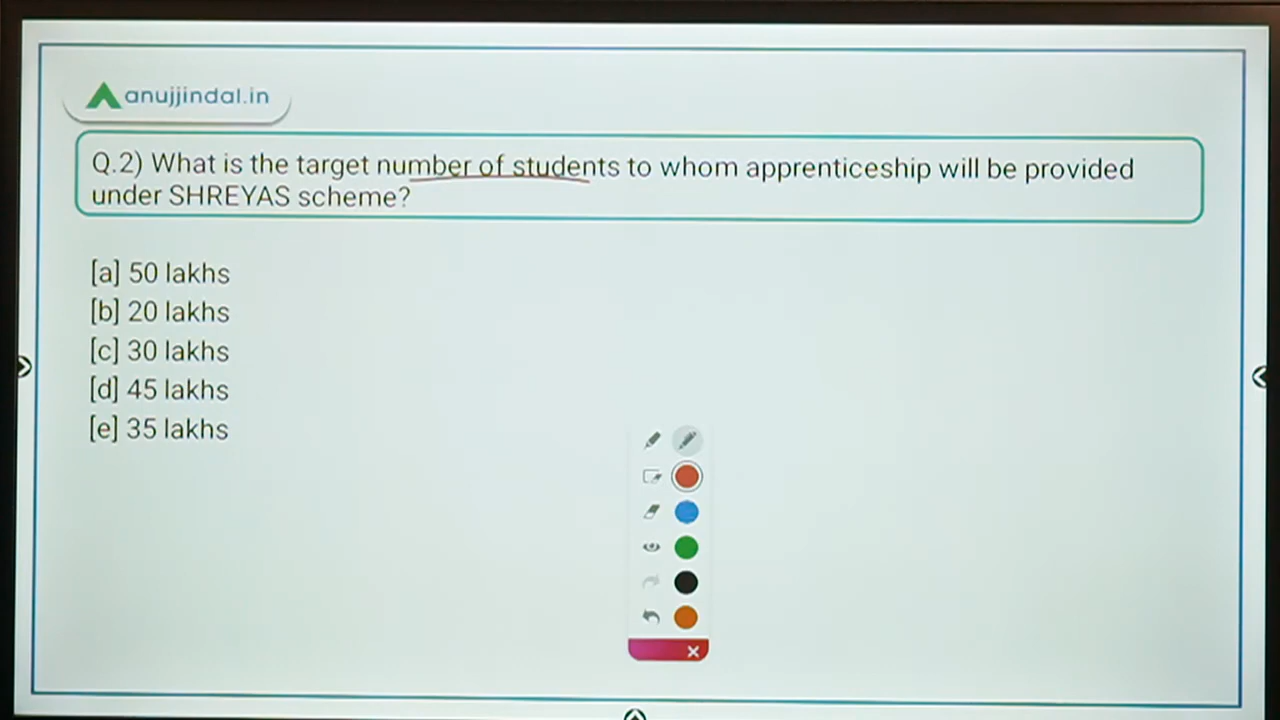 anujjindal.in
Q.2) What is the target number of students to whom apprenticeship will be provided
under SHREYAS scheme?
[a] 50 lakhs
[b] 20 lakhs
[c] 30 lakhs
[d] 45 lakhs
[e] 35 lakhs